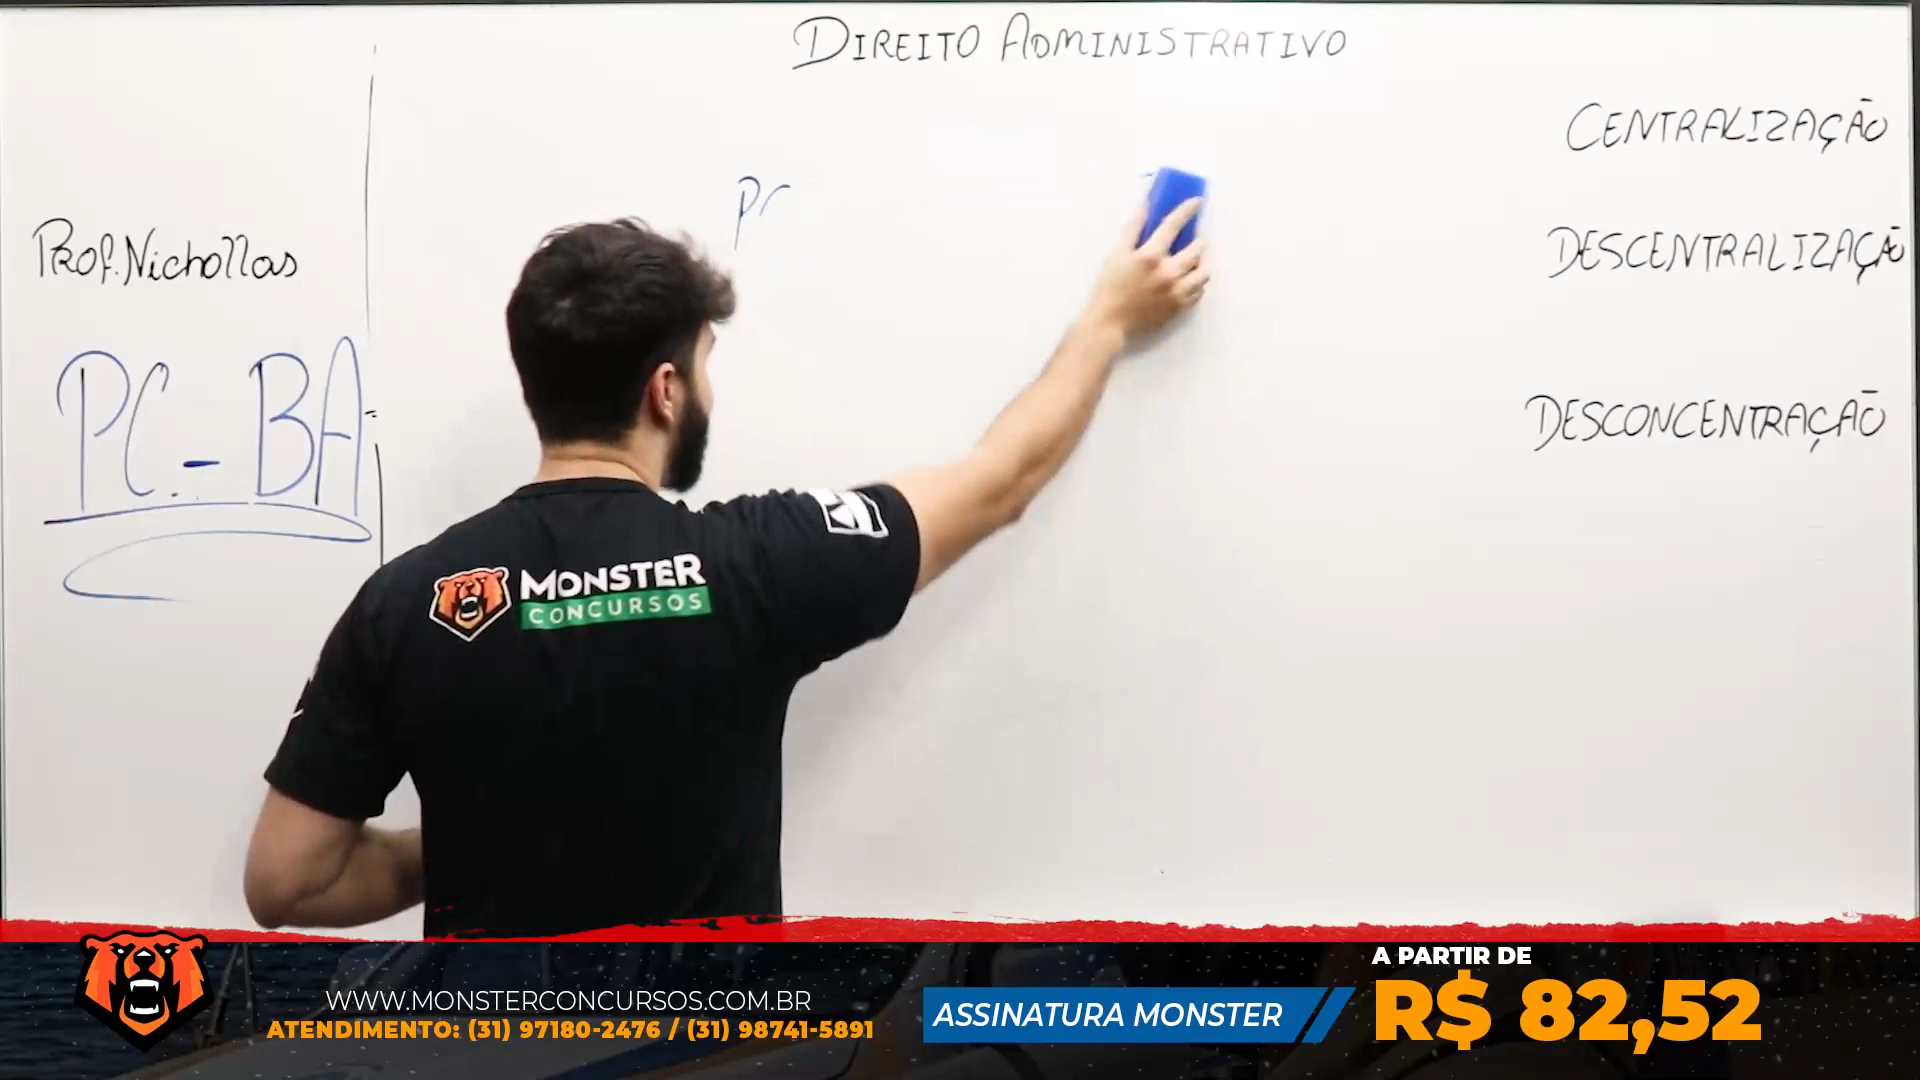 DIREITO ADMINISTRATIVO
CENTRALIZAÇÃO
Pr
Prof. Nichollas
DESCENTRALIZAÇÃO
PC-BA
DESCONCENTRAÇÃO
MONSTER
CONCURSOS
A PARTIR DE
R$ 82,52
WWW.MONSTERCONCURSOS.COM.BR
ATENDIMENTO: (31) 97180-2476 / (31) 98741-5891
ASSINATURA MONSTER